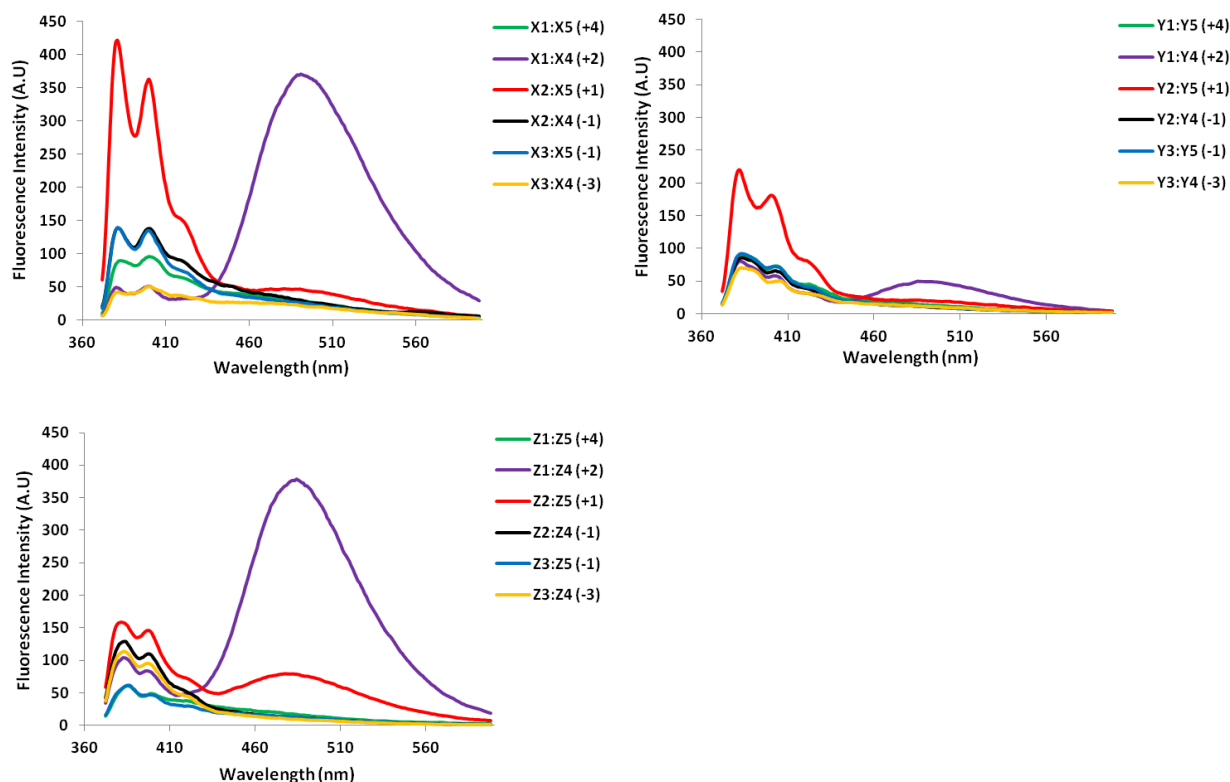 450
400
350
300
250
200
150
100
50
0
Fluorescence Intensity (A.U)
360 410 460 510 560
Wavelength (nm)
X1:X5 (+4)
X1:X4 (+2)
X2:X5 (+1)
X2:X4 (-1)
X3:X5 (-1)
X3:X4 (-3)
450
400
350
300
250
200
150
100
50
0
Fluorescence Intensity (A.U)
360 410 460 510 560
Wavelength (nm)
Y1:Y5 (+4)
Y1:Y4 (+2)
Y2:Y5 (+1)
Y2:Y4 (-1)
Y3:Y5 (-1)
Y3:Y4 (-3)
450
400
350
300
250
200
150
100
50
0
Fluorescence Intensity (A.U)
360 410 460 510 560
Wavelength (nm)
Z1:Z5 (+4)
Z1:Z4 (+2)
Z2:Z5 (+1)
Z2:Z4 (-1)
Z3:Z5 (-1)
Z3:Z4 (-3)